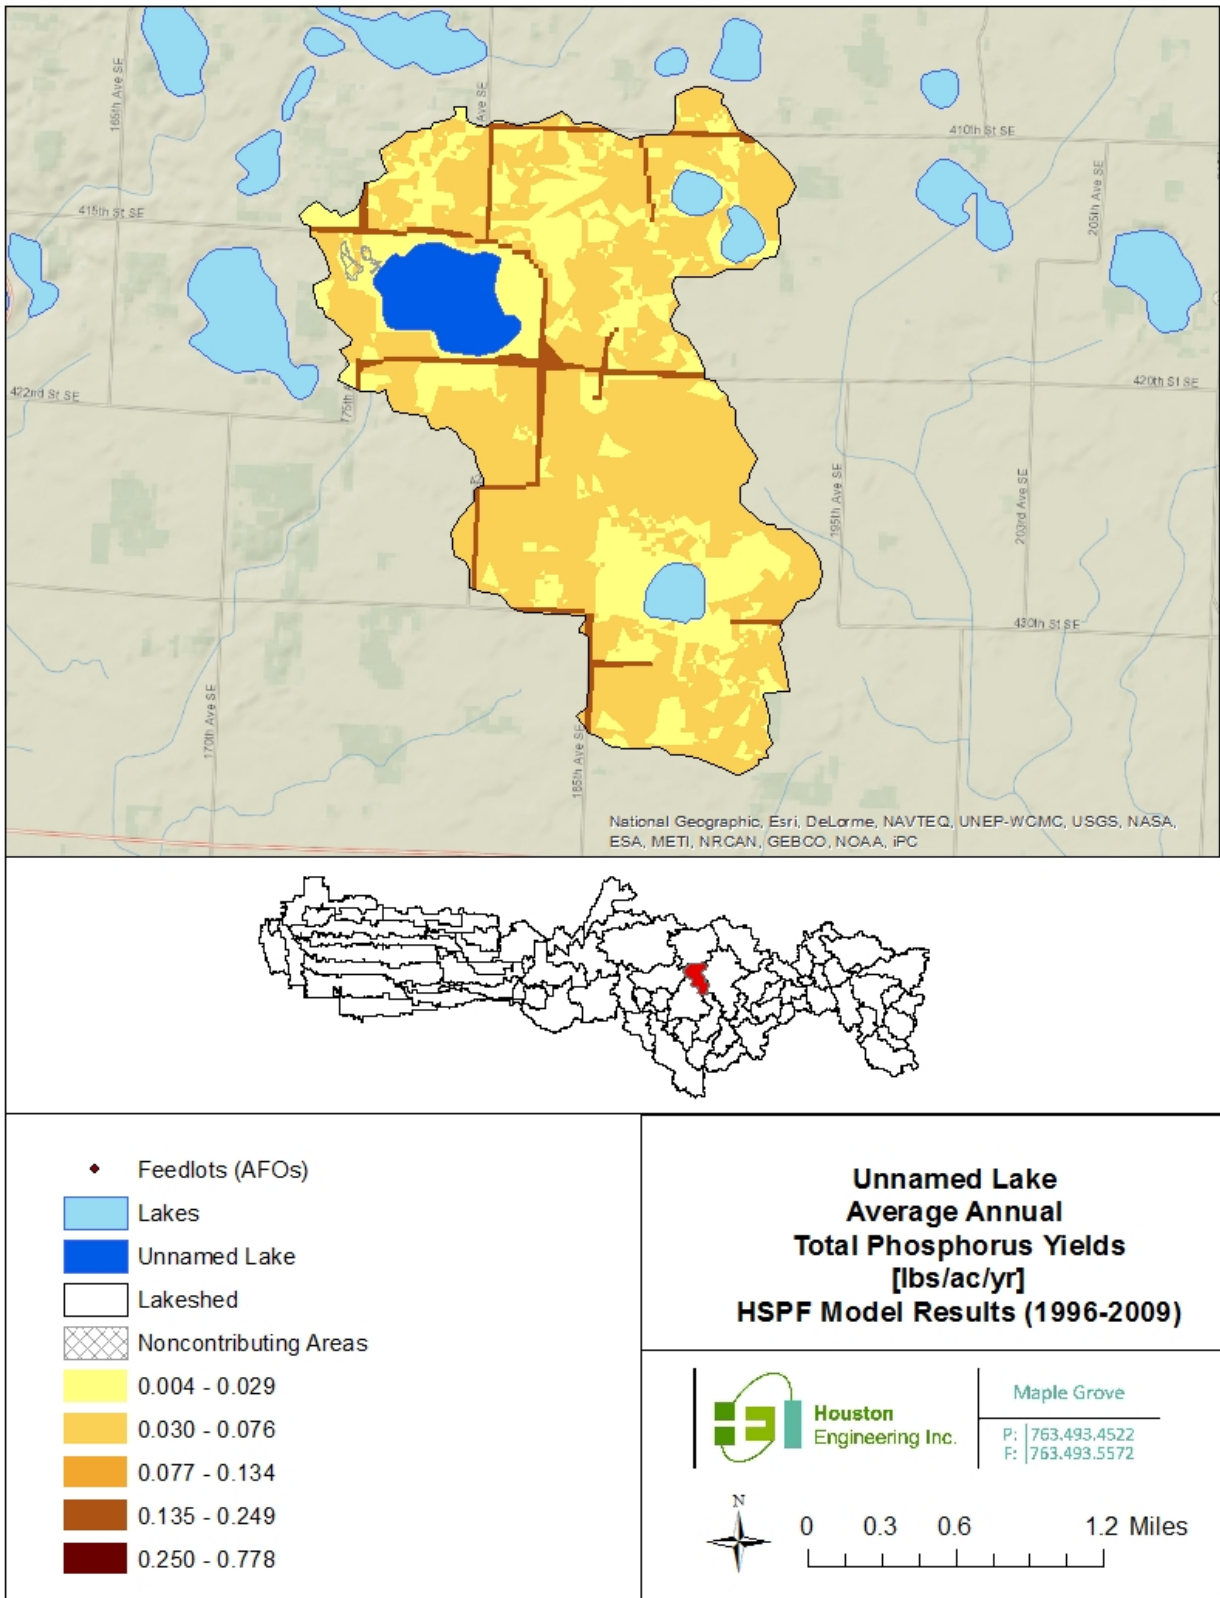 165th Ave SE
Ave SE
410th St SE
415th St SE
205th Ave SE
422nd St SE
420th St SE
195th Ave SE
203rd Ave SE
430th St SE
170th Ave SE
185th Ave SE
National Geographic, Esri, DeLorme, NAVTEQ, UNEP-WCMC, USGS, NASA,
ESA, METI, NRCAN, GEBCO, NOAA, iPC
Feedlots (AFOs)
Lakes
Unnamed Lake
Lakeshed
Noncontributing Areas
0.004 - 0.029
0.030 - 0.076
0.077 - 0.134
0.135 - 0.249
0.250 - 0.778
Unnamed Lake
Average Annual
Total Phosphorus Yields
[lbs/ac/yr]
HSPF Model Results (1996-2009)
Houston
Engineering Inc.
Maple Grove
P: 763.493.4522
F: 763.493.5572
N
0 0.3 0.6 1.2 Miles